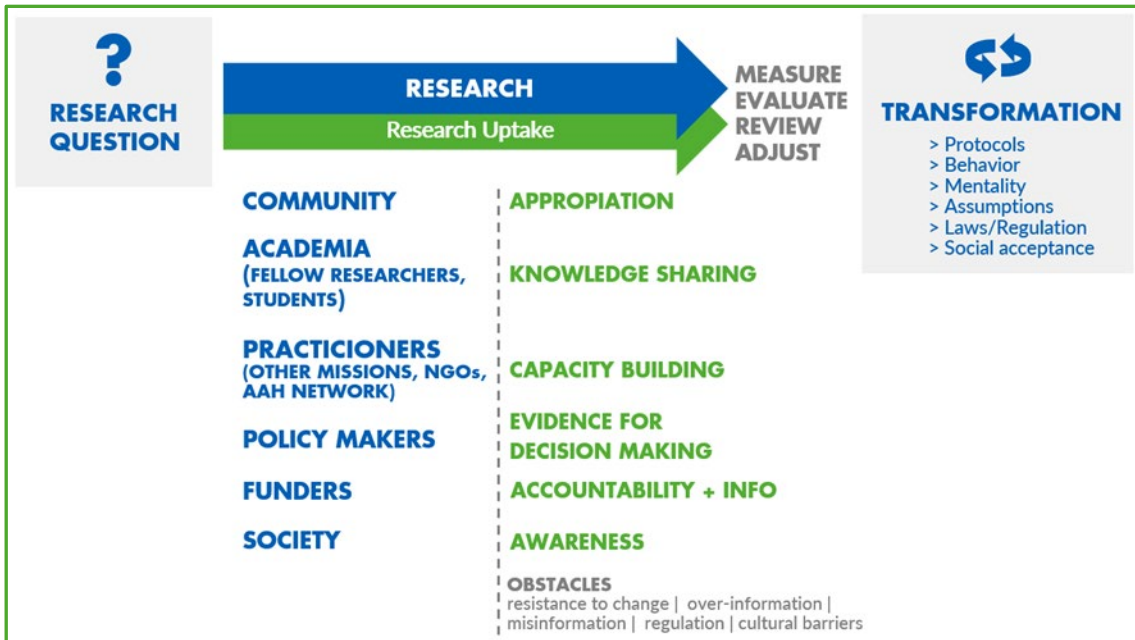 ?
RESEARCH
QUESTION
RESEARCH
Research Uptake
MEASURE
EVALUATE
REVIEW
ADJUST
TRANSFORMATION
> Protocols
> Behavior
> Mentality
> Assumptions
> Laws/Regulation
> Social acceptance
COMMUNITY
APPROPIATION
ACADEMIA
(FELLOW RESEARCHERS,
STUDENTS)
KNOWLEDGE SHARING
PRACTICIONERS
(OTHER MISSIONS, NGOs,
AAH NETWORK)
CAPACITY BUILDING
POLICY MAKERS
EVIDENCE FOR
DECISION MAKING
FUNDERS
ACCOUNTABILITY + INFO
SOCIETY
AWARENESS
OBSTACLES
resistance to change | over-information |
misinformation | regulation | cultural barriers